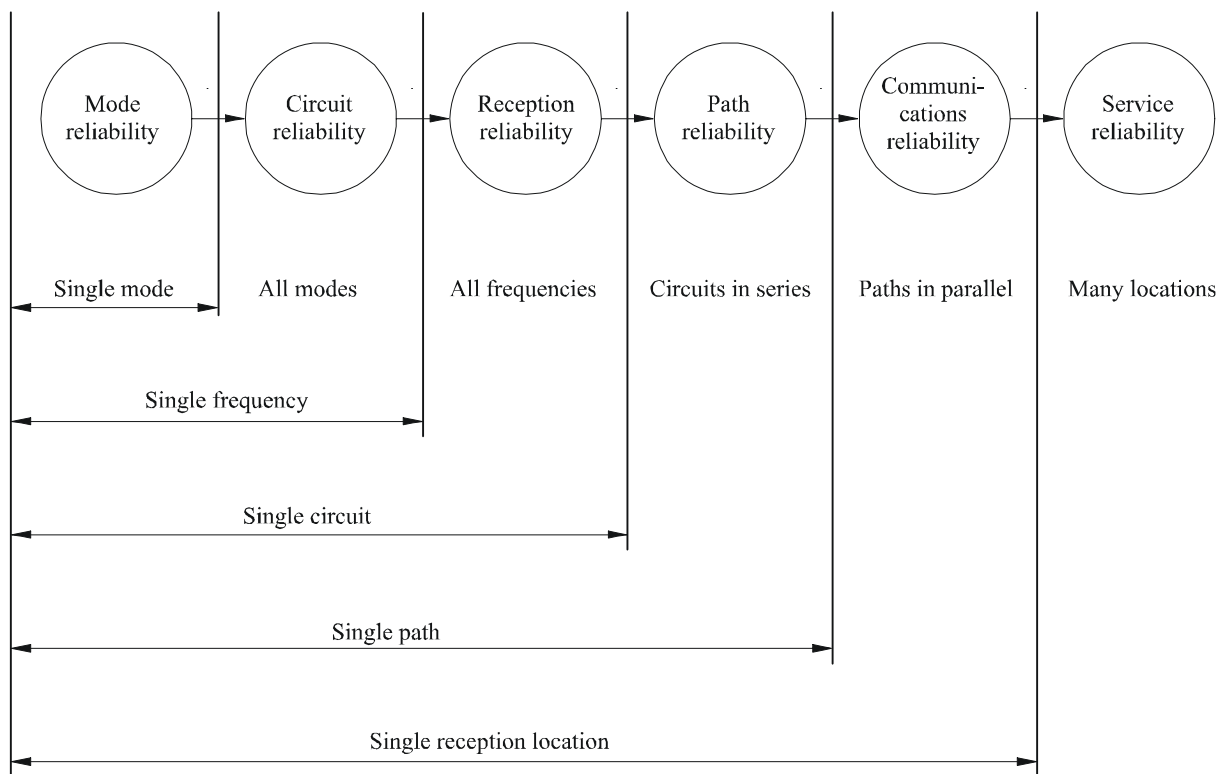 Mode
reliability
Circuit
reliability
Reception
reliability
Path
reliability
Communi-
cations
reliability
Service
reliability
Single mode
All modes
All frequencies
Circuits in series
Paths in parallel
Many locations
Single frequency
Single circuit
Single path
Single reception location